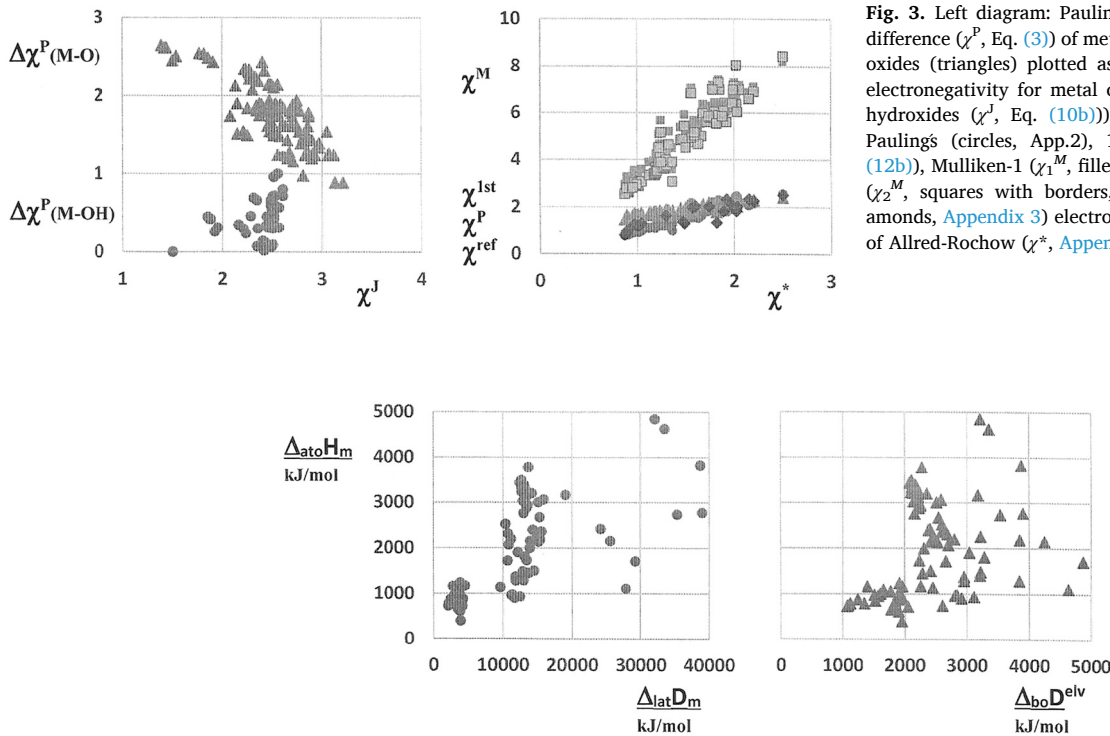 3
2
1
0
Δχᴾ(M-O)
Δχᴾ(M-OH)
1
2
3
4
χᴶ
10
8
6
4
2
0
χᴹ
χ¹ˢᵗ
χᴾ
χʳᵉᶠ
0
1
2
3
χ*
Fig. 3. Left diagram: Paulin
difference (χᴾ, Eq. (3)) of me
oxides (triangles) plotted as
electronegativity for metal o
hydroxides (χᴶ, Eq. (10b)))
Pauling´s (circles, App.2), 1
(12b)), Mulliken-1 (χ₁ᴹ, fille
(χ₂ᴹ, squares with borders,
amonds, Appendix 3) electro
of Allred-Rochow (χ*, Appen
ΔatoHm
kJ/mol
5000
4000
3000
2000
1000
0
0
10000
20000
30000
40000
ΔlatDm
kJ/mol
0
1000
2000
3000
4000
5000
ΔboDᵉˡᵛ
kJ/mol